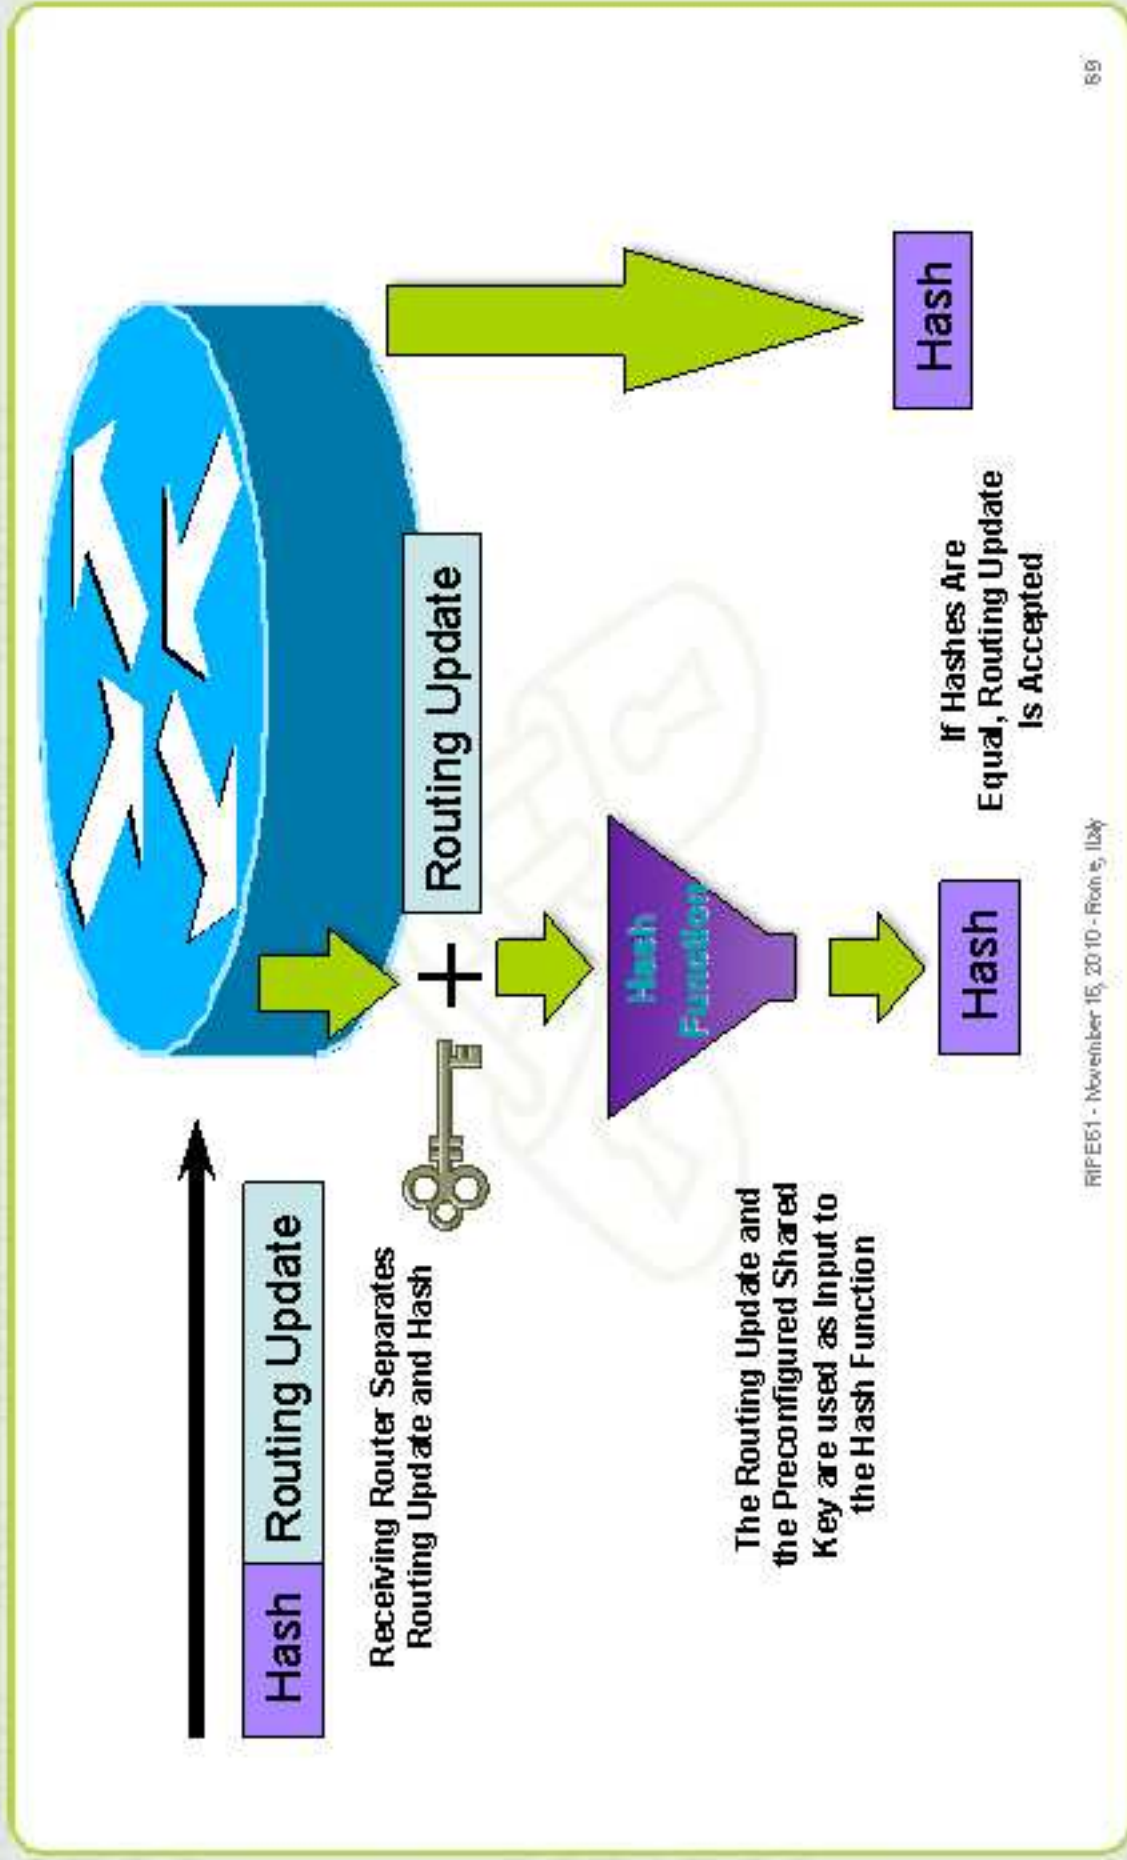 Hash
Routing Update
Receiving Router Separates
Routing Update and Hash
Routing Update
+
Hash
Function
The Routing Update and
the Preconfigured Shared
Key are used as Input to
the Hash Function
Hash
If Hashes Are
Equal, Routing Update
Is Accepted
Hash
RIPE61 - November 15, 2010 - Rome, Italy